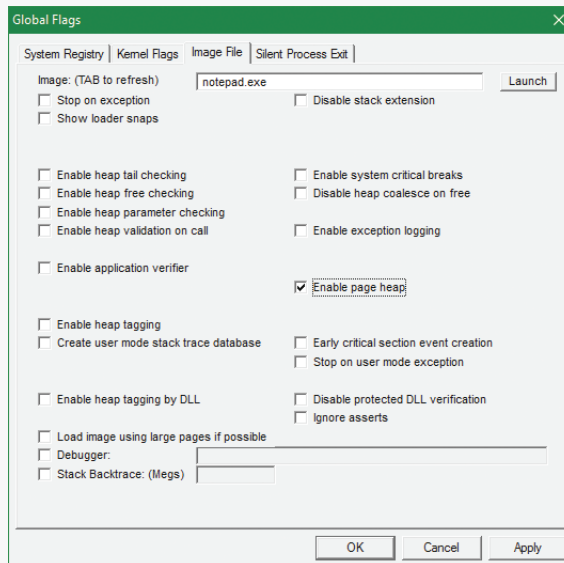 Global Flags
System Registry Kernel Flags Image File Silent Process Exit
Image: (TAB to refresh) notepad.exe Launch
Stop on exception Disable stack extension
Show loader snaps
Enable heap tail checking Enable system critical breaks
Enable heap free checking Disable heap coalesce on free
Enable heap parameter checking
Enable heap validation on call Enable exception logging
Enable application verifier
Enable page heap
Enable heap tagging
Create user mode stack trace database Early critical section event creation
Stop on user mode exception
Enable heap tagging by DLL Disable protected DLL verification
Ignore asserts
Load image using large pages if possible
Debugger:
Stack Backtrace: (Megs)
OK Cancel Apply